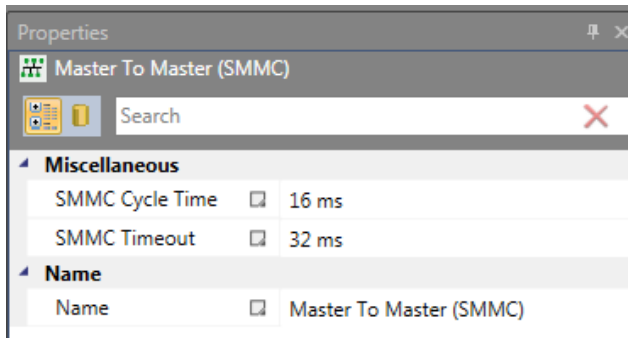 Properties
Master To Master (SMMC)
Search
Miscellaneous
SMMC Cycle Time 16 ms
SMMC Timeout 32 ms
Name
Name Master To Master (SMMC)